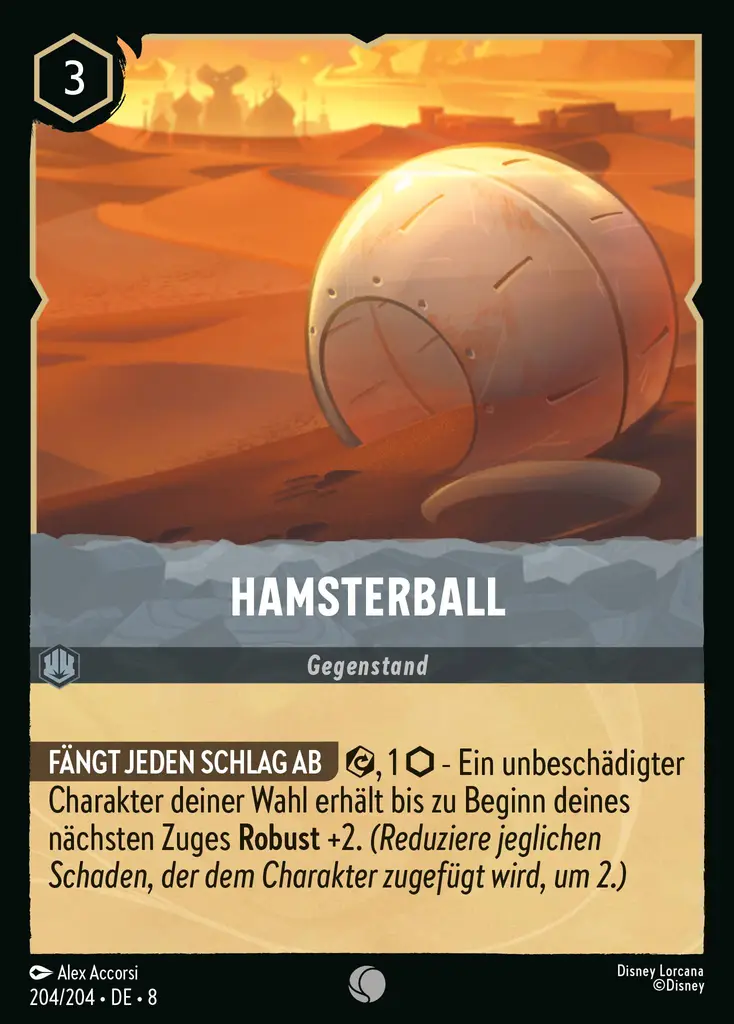 3
HAMSTERBALL
Gegenstand
FÄNGT JEDEN SCHLAG AB , 1 - Ein unbeschädigter
Charakter deiner Wahl erhält bis zu Beginn deines
nächsten Zuges Robust +2. (Reduziere jeglichen
Schaden, der dem Charakter zugefügt wird, um 2.)
Alex Accorsi
204/204 • DE • 8
Disney Lorcana
©Disney